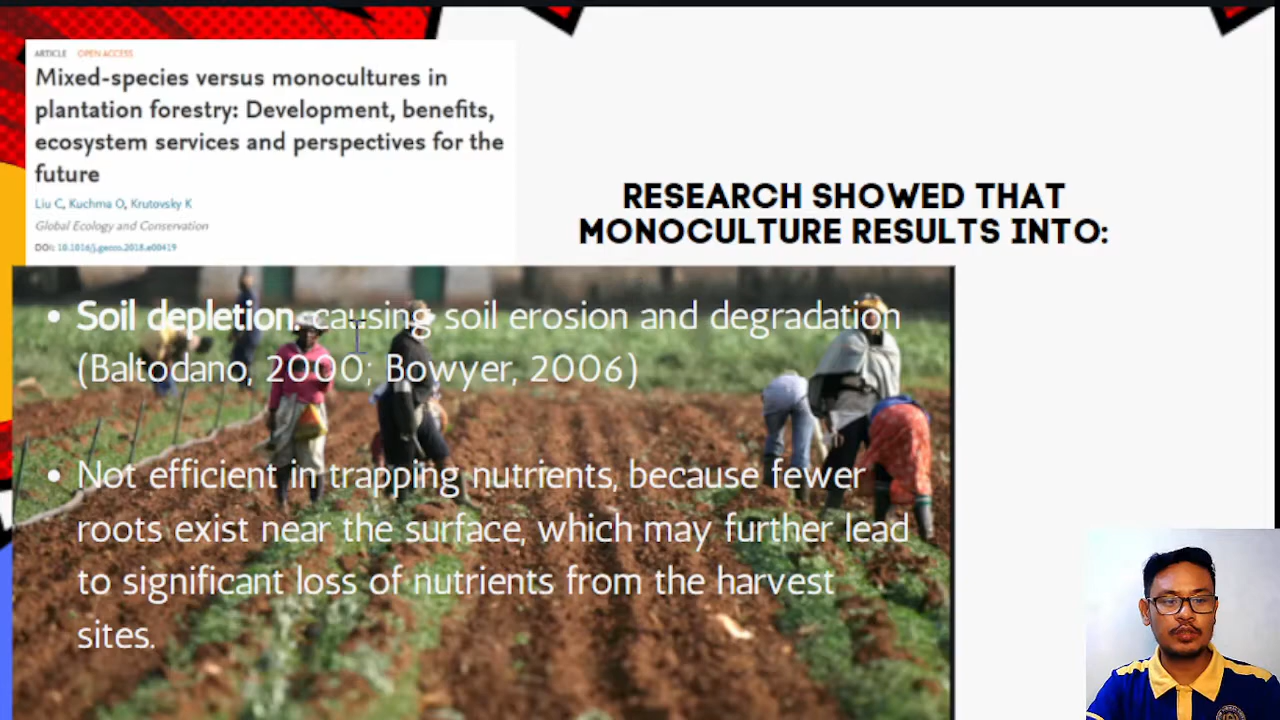 ARTICLE OPEN ACCESS
Mixed-species versus monocultures in
plantation forestry: Development, benefits,
ecosystem services and perspectives for the
future
Liu C, Kuchma O, Krutovsky K
Global Ecology and Conservation
DOI: 10.1016/j.gecco.2018.e00419
RESEARCH SHOWED THAT
MONOCULTURE RESULTS INTO:
• Soil depletion. causing soil erosion and degradation
(Baltodano, 2000; Bowyer, 2006)
• Not efficient in trapping nutrients, because fewer
roots exist near the surface, which may further lead
to significant loss of nutrients from the harvest
sites.